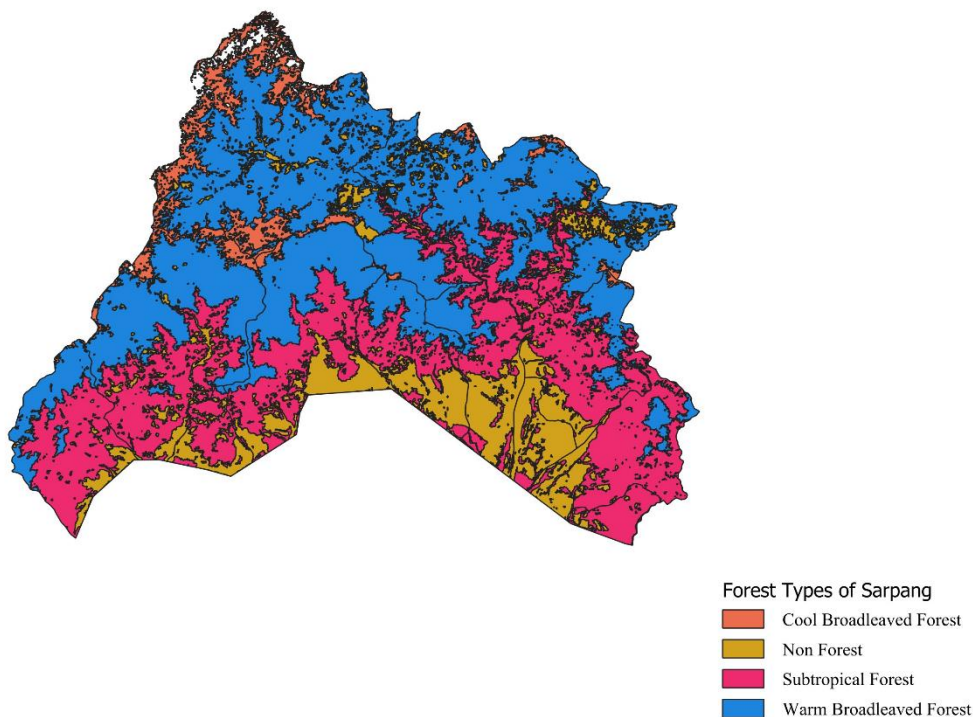 Forest Types of Sarpang
Cool Broadleaved Forest
Non Forest
Subtropical Forest
Warm Broadleaved Forest